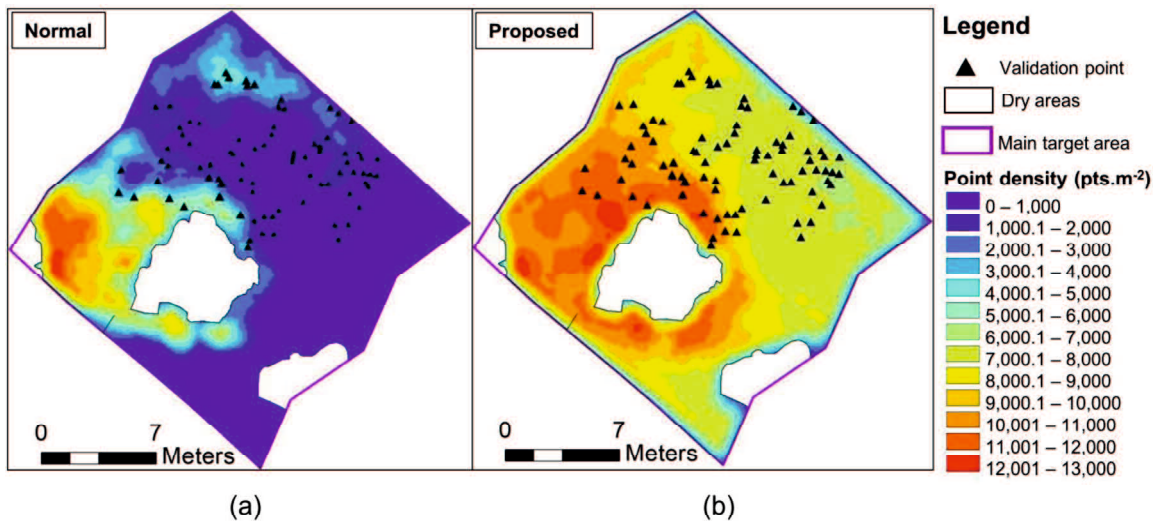 Normal
Proposed
Legend
Validation point
Dry areas
Main target area
Point density (pts.m-2)
0 – 1,000
1,000.1 – 2,000
2,000.1 – 3,000
3,000.1 – 4,000
4,000.1 – 5,000
5,000.1 – 6,000
6,000.1 – 7,000
7,000.1 – 8,000
8,000.1 – 9,000
9,000.1 – 10,000
10,001 – 11,000
11,001 – 12,000
12,001 – 13,000
0 7
Meters
0 7
Meters
(a)
(b)